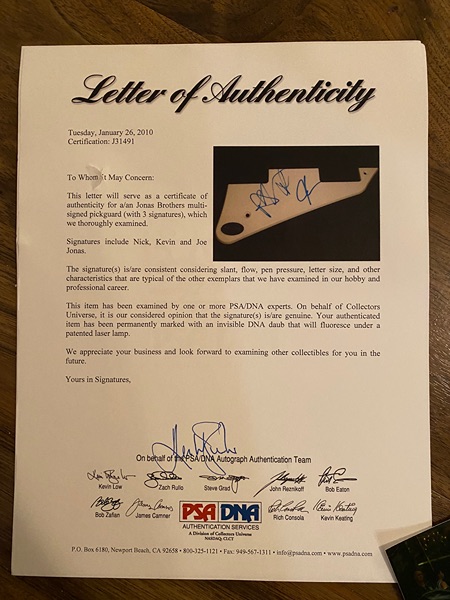 Letter of Authenticity
Tuesday, January 26, 2010
Certification: J31491
To Whom It May Concern:
This letter will serve as a certificate of
authenticity for a/an Jonas Brothers multi-
signed pickguard (with 3 signatures), which
we thoroughly examined.
Signatures include Nick, Kevin and Joe
Jonas.
The signature(s) is/are consistent considering slant, flow, pen pressure, letter size, and other
characteristics that are typical of the other exemplars that we have examined in our hobby and
professional career.
This item has been examined by one or more PSA/DNA experts. On behalf of Collectors
Universe, it is our considered opinion that the signature(s) is/are genuine. Your authenticated
item has been permanently marked with an invisible DNA daub that will fluoresce under a
patented laser lamp.
We appreciate your business and look forward to examining other collectibles for you in the
future.
Yours in Signatures,
On behalf of the PSA/DNA Autograph Authentication Team
Kevin Low
Zach Rullo
Steve Grad
John Reznikoff
Bob Eaton
Bob Zafian
James Camner
PSA DNA
Rich Consola
Kevin Keating
AUTHENTICATION SERVICES
A Division of Collectors Universe
NASDAQ: CLCT
P.O. Box 6180, Newport Beach, CA 92658 • 800-325-1121 • Fax: 949-567-1311 • info@psadna.com • www.psadna.com